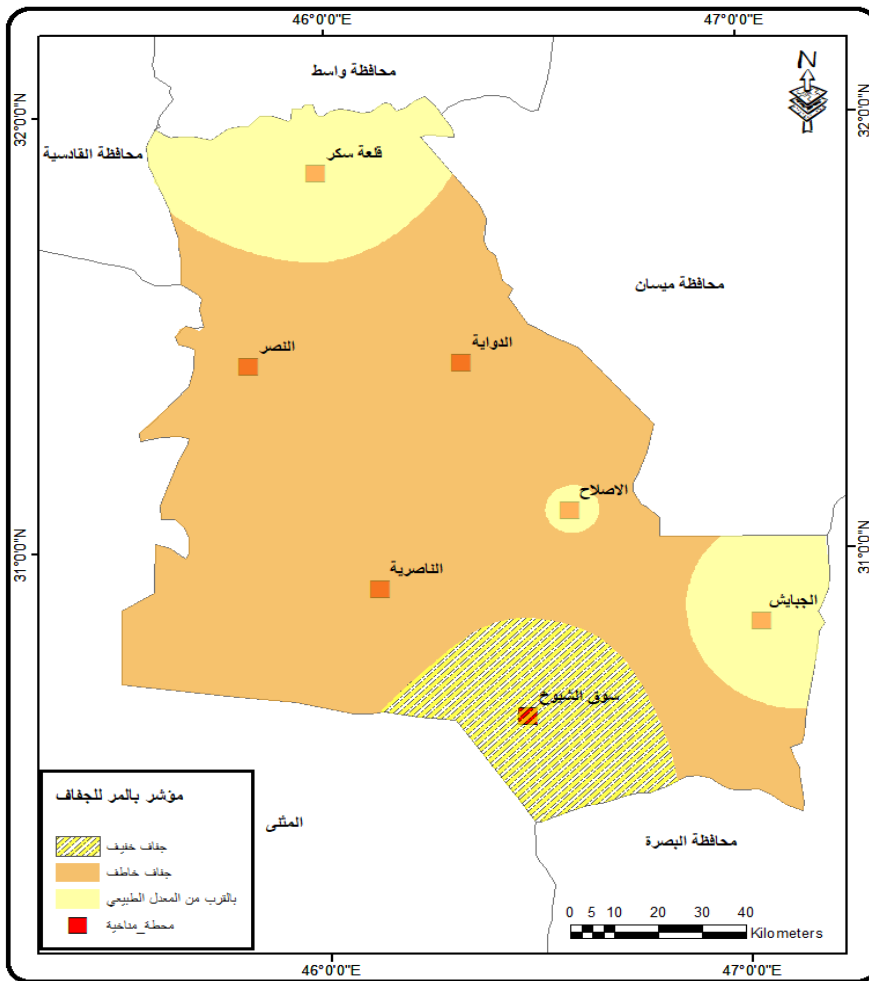 46°0'0"E
47°0'0"E
N
محافظة واسط
32°0'0"N
32°0'0"N
محافظة القادسية
قلعة سكر
محافظة ميسان
النصر
الدواية
الاصلاح
31°0'0"N
31°0'0"N
الناصرية
الجبايش
سوق الشيوخ
مؤشر بالمر للجفاف
جفاف خفيف
جفاف خاطف
بالقرب من المعدل الطبيعي
محطة_مناخية
المثنى
محافظة البصرة
0 5 10 20 30 40
Kilometers
46°0'0"E
47°0'0"E